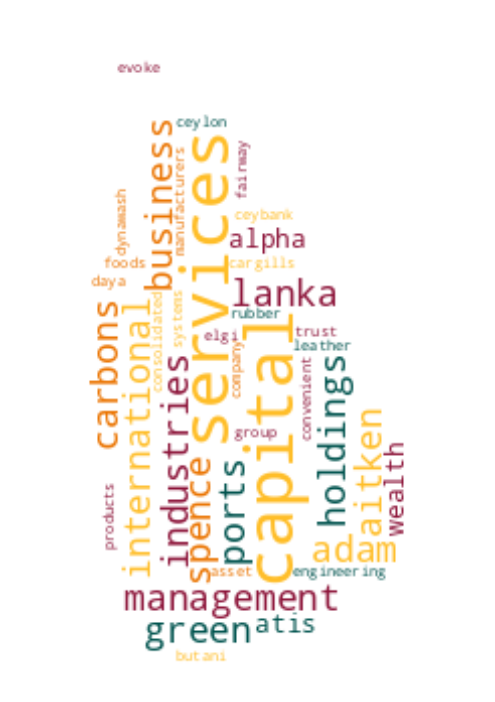 evoke
ceylon
business
services
manufacturers
fairway
dynawash
ceybank
alpha
foods
cargills
daya
lanka
consolidated
systems
rubber
carbons
international
elgi
trust
leather
company
capital
industries
convenient
holdings
group
aitken
wealth
spence
ports
products
adam
asset
engineering
management
green
atis
butani